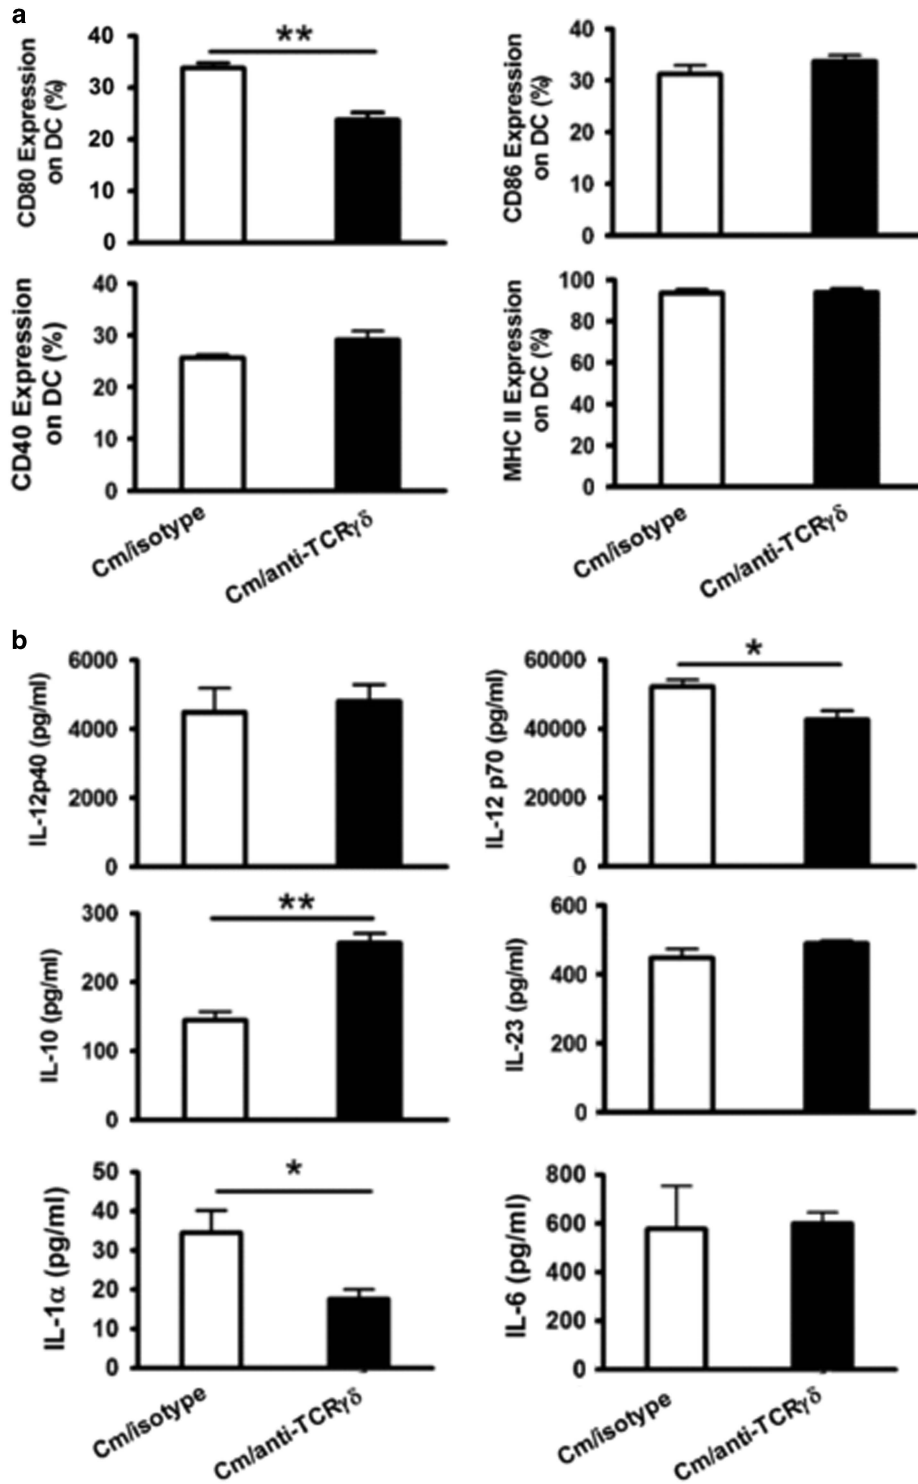 a
CD80 Expression
on DC (%)
40
30
20
10
0
**
CD86 Expression
on DC (%)
40
30
20
10
0
CD40 Expression
on DC (%)
40
30
20
10
0
MHC II Expression
on DC (%)
100
80
60
40
20
0
Cm/isotype
Cm/anti-TCRγδ
Cm/isotype
Cm/anti-TCRγδ
b
IL-12p40 (pg/ml)
6000
4000
2000
0
IL-12 p70 (pg/ml)
60000
40000
20000
0
*
IL-10 (pg/ml)
300
200
100
0
**
IL-23 (pg/ml)
600
400
200
0
IL-1α (pg/ml)
50
40
30
20
10
0
*
IL-6 (pg/ml)
800
600
400
200
0
Cm/isotype
Cm/anti-TCRγδ
Cm/isotype
Cm/anti-TCRγδ